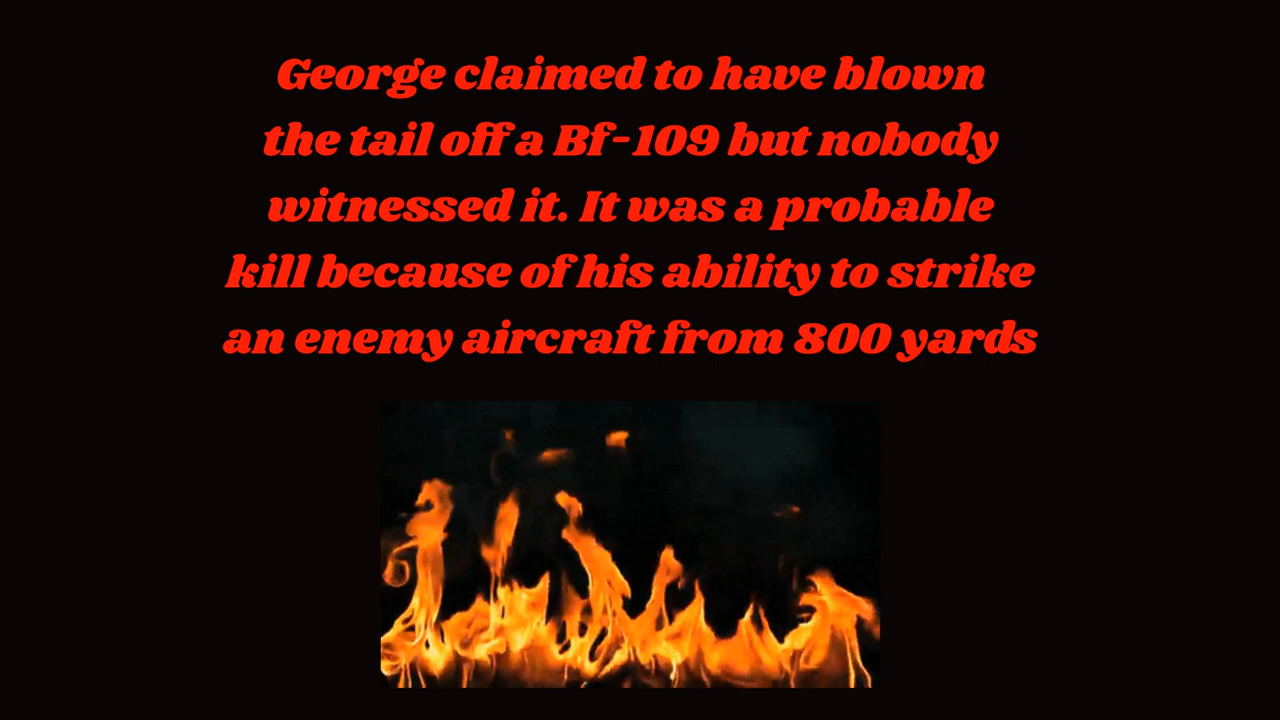 George claimed to have blown
the tail off a Bf-109 but nobody
witnessed it. It was a probable
kill because of his ability to strike
an enemy aircraft from 800 yards